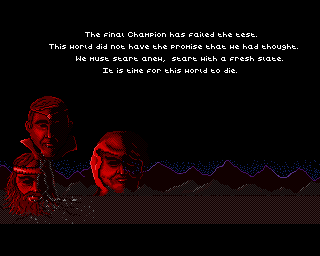 The final Champion has failed the test.
This world did not have the promise that we had thought.
We must start anew, start with a fresh slate.
It is time for this world to die.